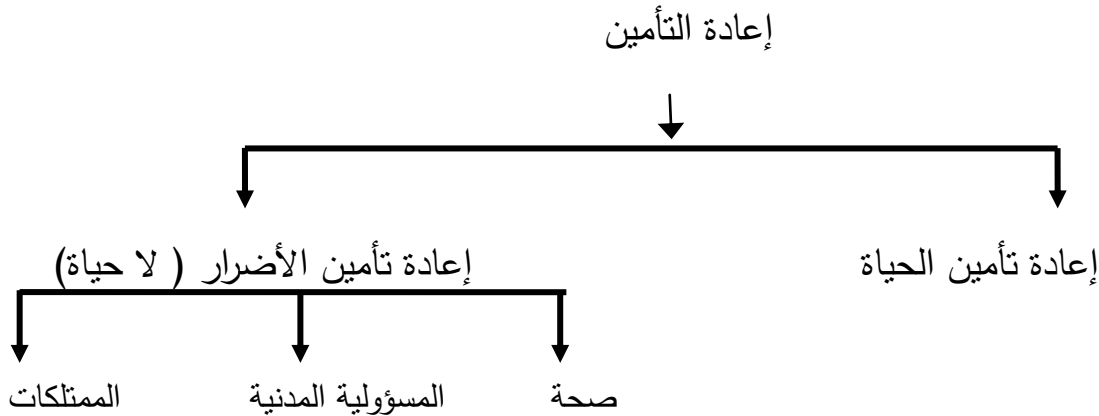 إعادة التأمين
إعادة تأمين الحياة
إعادة تأمين الأضرار ( لا حياة)
صحة
المسؤولية المدنية
الممتلكات